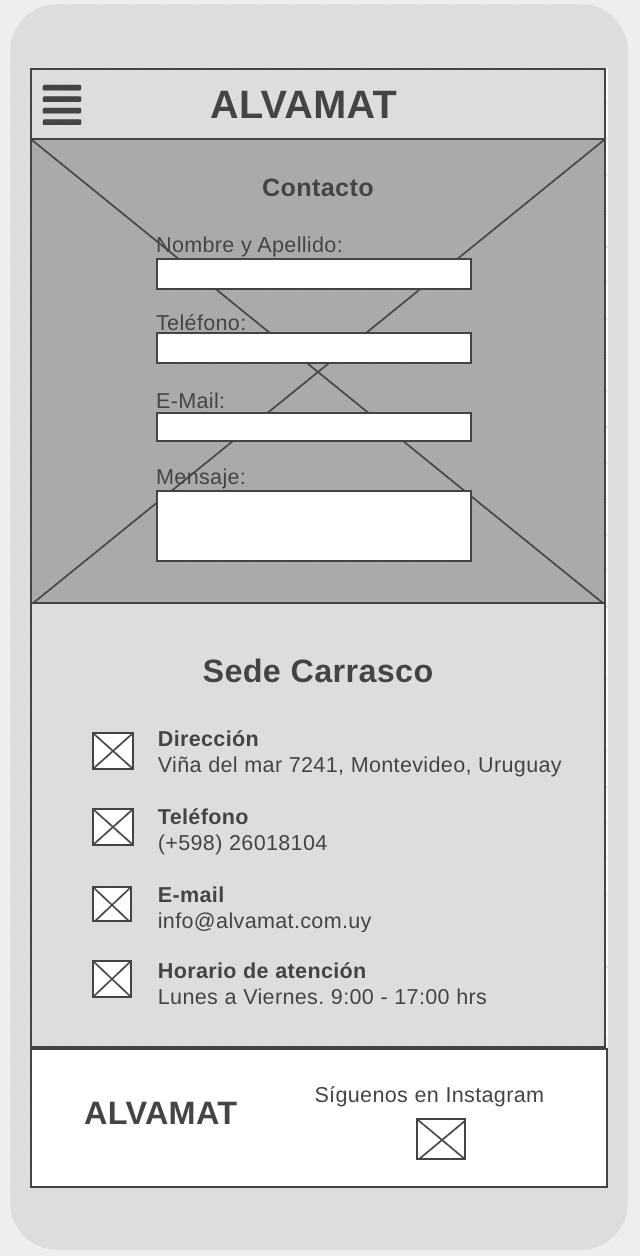 ALVAMAT
Contacto
Nombre y Apellido:
Teléfono:
E-Mail:
Mensaje:
Sede Carrasco
Dirección
Viña del mar 7241, Montevideo, Uruguay
Teléfono
(+598) 26018104
E-mail
info@alvamat.com.uy
Horario de atención
Lunes a Viernes. 9:00 - 17:00 hrs
Síguenos en Instagram
ALVAMAT